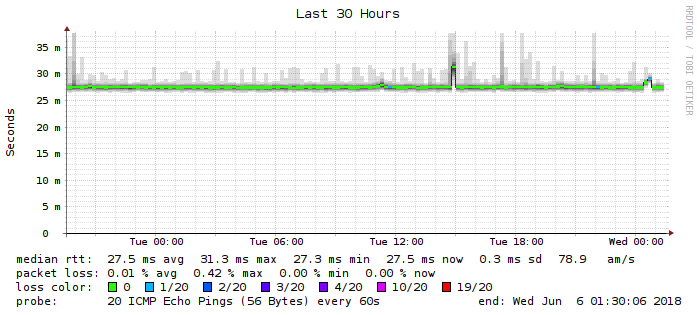 Last 30 Hours
RRDTOOL / TOBI OETIKER
Seconds
35 m
30 m
25 m
20 m
15 m
10 m
5 m
0
Tue 00:00 Tue 06:00 Tue 12:00 Tue 18:00 Wed 00:00
median rtt: 27.5 ms avg 31.3 ms max 27.3 ms min 27.5 ms now 0.3 ms sd 78.9 am/s
packet loss: 0.01 % avg 0.42 % max 0.00 % min 0.00 % now
loss color: 0 1/20 2/20 3/20 4/20 10/20 19/20
probe: 20 ICMP Echo Pings (56 Bytes) every 60s end: Wed Jun 6 01:30:06 2018